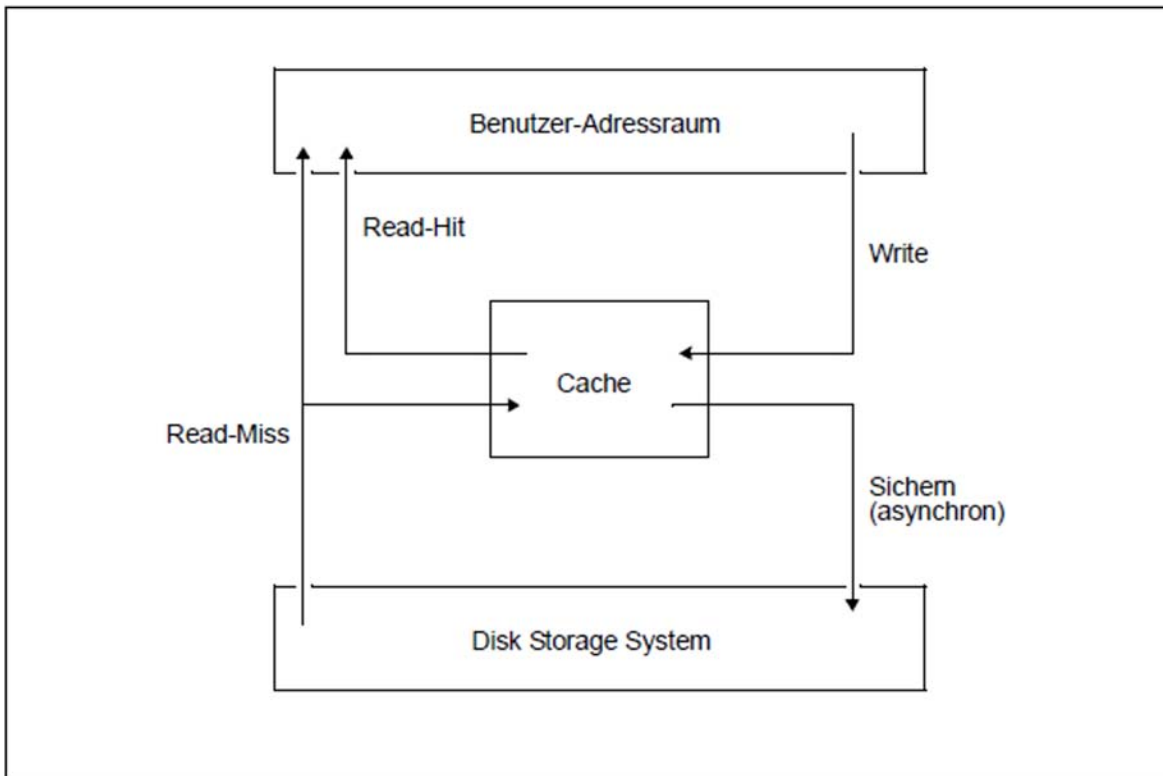 Benutzer-Adressraum
Read-Hit
Write
Cache
Read-Miss
Sichern
(asynchron)
Disk Storage System